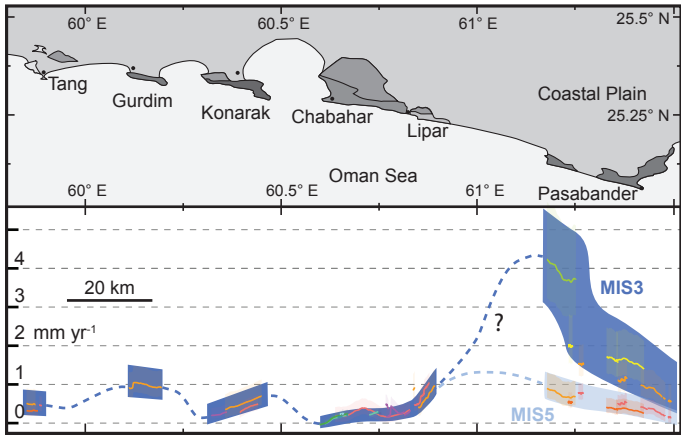 60° E
60.5° E
61° E
25.5° N
Tang
Gurdim
Konarak
Chabahar
Lipar
Coastal Plain
25.25° N
Oman Sea
Pasabander
60° E
60.5° E
61° E
4
3
2
1
0
20 km
mm yr⁻¹
?
MIS3
MIS5